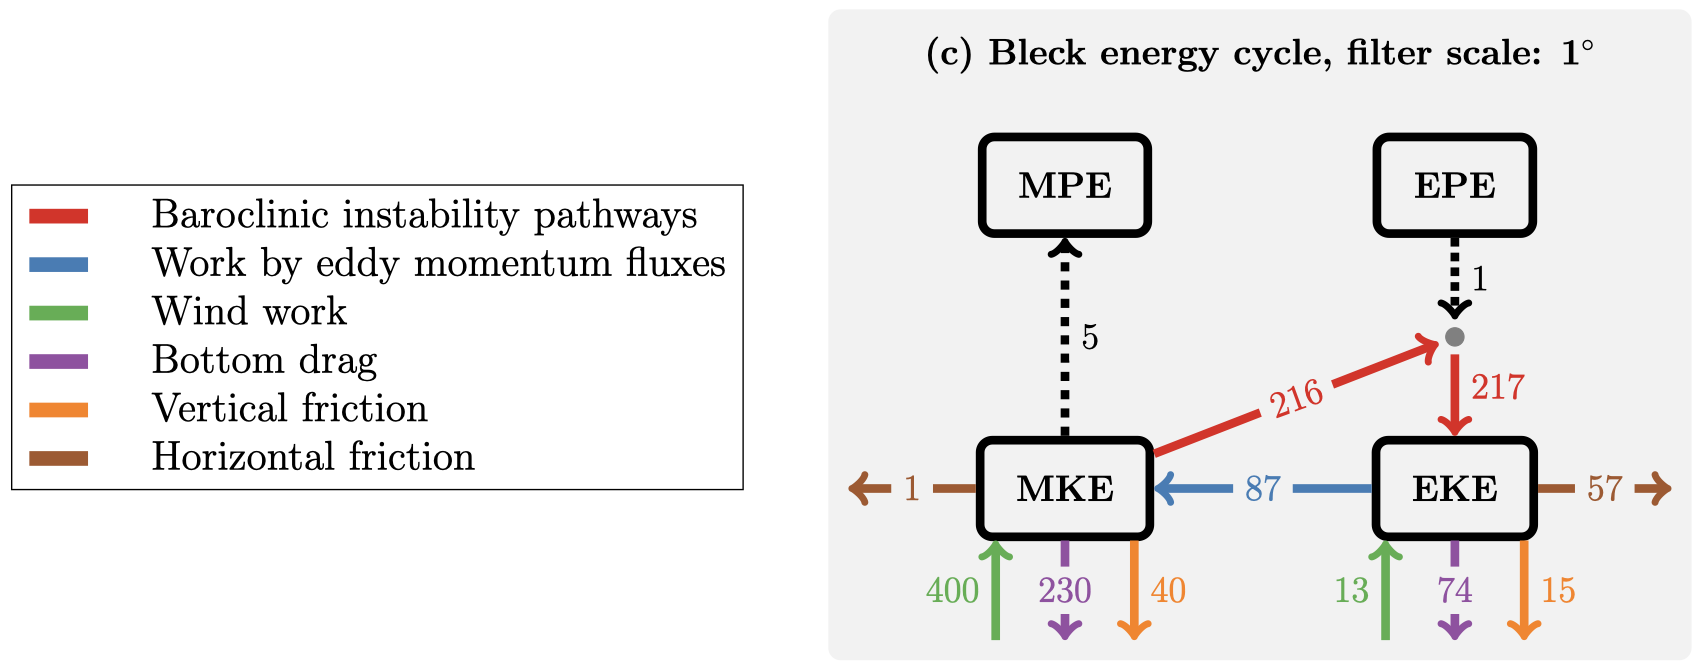 Baroclinic instability pathways
Work by eddy momentum fluxes
Wind work
Bottom drag
Vertical friction
Horizontal friction
(c) Bleck energy cycle, filter scale: 1°
MPE
EPE
1
5
216
217
1
MKE
87
EKE
57
400
230
40
13
74
15